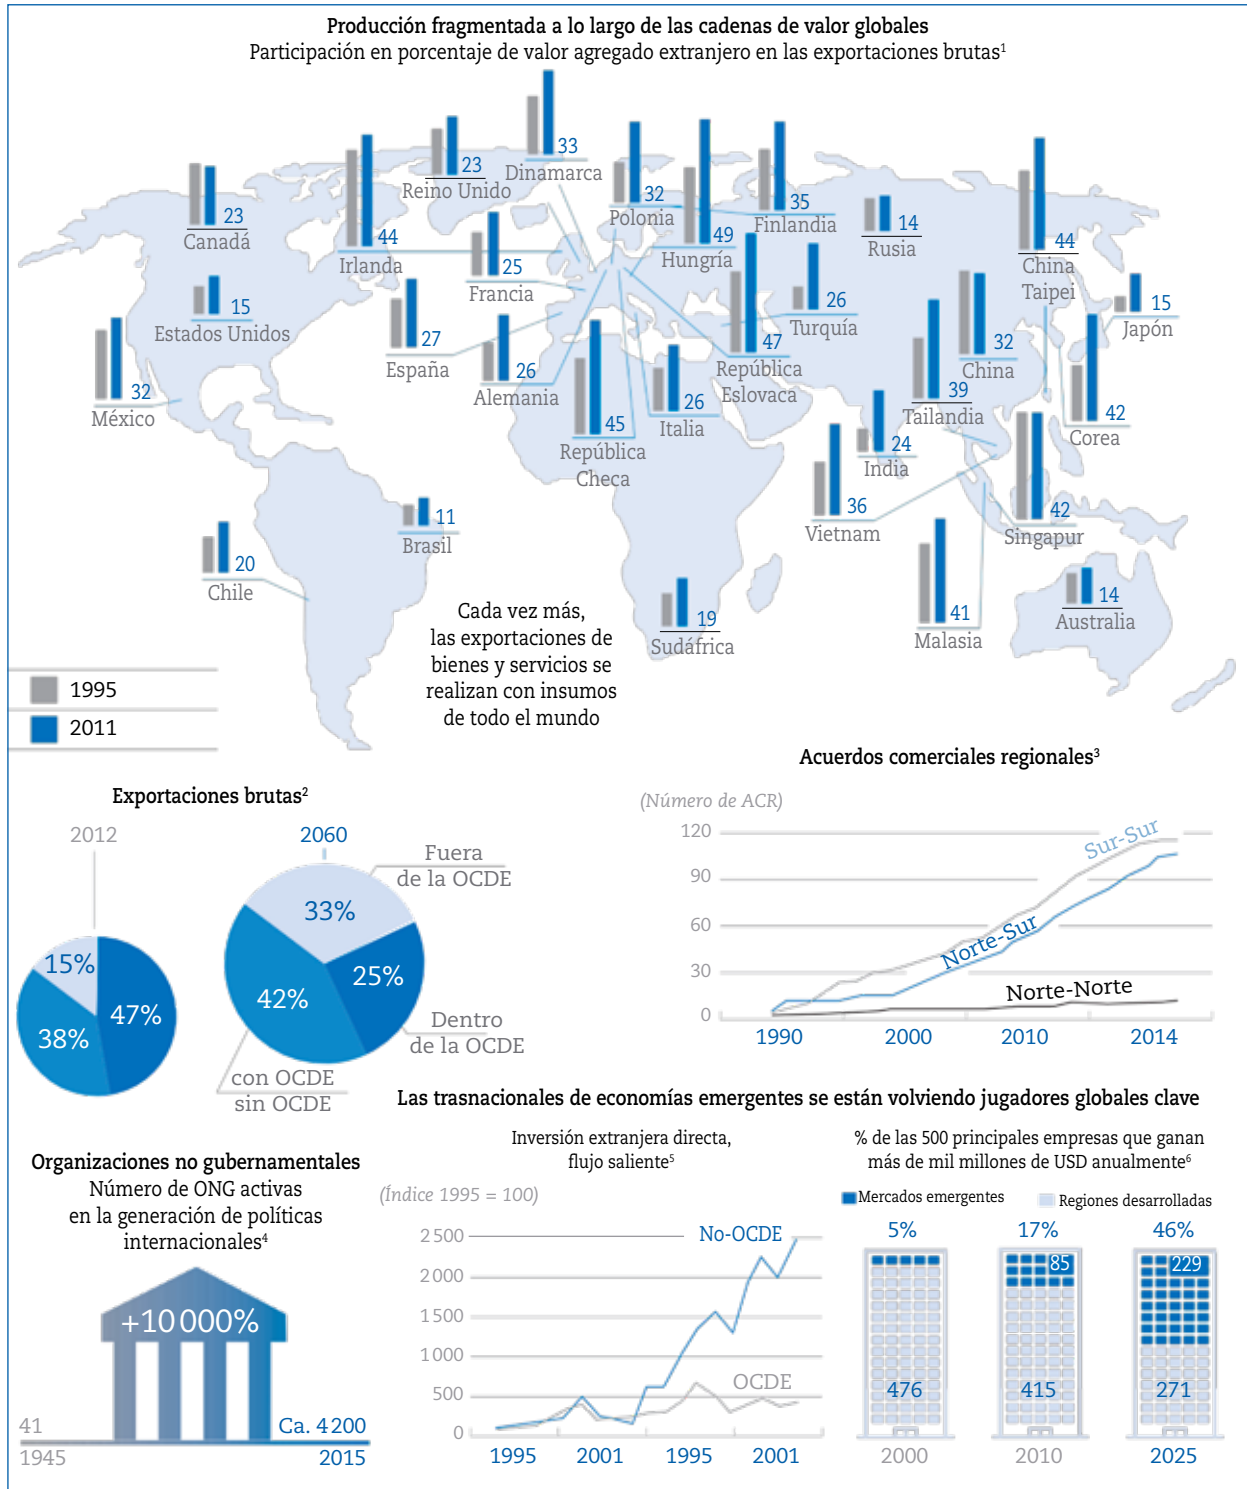 Producción fragmentada a lo largo de las cadenas de valor globales
Participación en porcentaje de valor agregado extranjero en las exportaciones brutas¹
33
Dinamarca
23
Reino Unido
23
Canadá
44
Irlanda
32
Polonia
49
Hungría
35
Finlandia
14
Rusia
44
China
Taipei
15
Japón
25
Francia
15
Estados Unidos
27
España
26
Turquía
47
República
Eslovaca
32
China
32
México
26
Alemania
45
República
Checa
26
Italia
39
Tailandia
42
Corea
24
India
36
Vietnam
42
Singapur
11
Brasil
20
Chile
19
Sudáfrica
41
Malasia
14
Australia
Cada vez más,
las exportaciones de
bienes y servicios se
realizan con insumos
de todo el mundo
1995
2011
Exportaciones brutas²
2012
15%
47%
38%
2060
33%
25%
42%
Fuera
de la OCDE
Dentro
de la OCDE
con OCDE
sin OCDE
Acuerdos comerciales regionales³
(Número de ACR)
120
90
60
30
0
Sur-Sur
Norte-Sur
Norte-Norte
1990 2000 2010 2014
Las trasnacionales de economías emergentes se están volviendo jugadores globales clave
Organizaciones no gubernamentales
Número de ONG activas
en la generación de políticas
internacionales⁴
+10 000%
41
Ca. 4 200
1945
2015
Inversión extranjera directa,
flujo saliente⁵
(Índice 1995 = 100)
2 500
2 000
1 500
1 000
500
0
No-OCDE
OCDE
1995 2001 1995 2001
% de las 500 principales empresas que ganan
más de mil millones de USD anualmente⁶
Mercados emergentes
Regiones desarrolladas
5% 17% 46%
85
229
476 415 271
2000 2010 2025